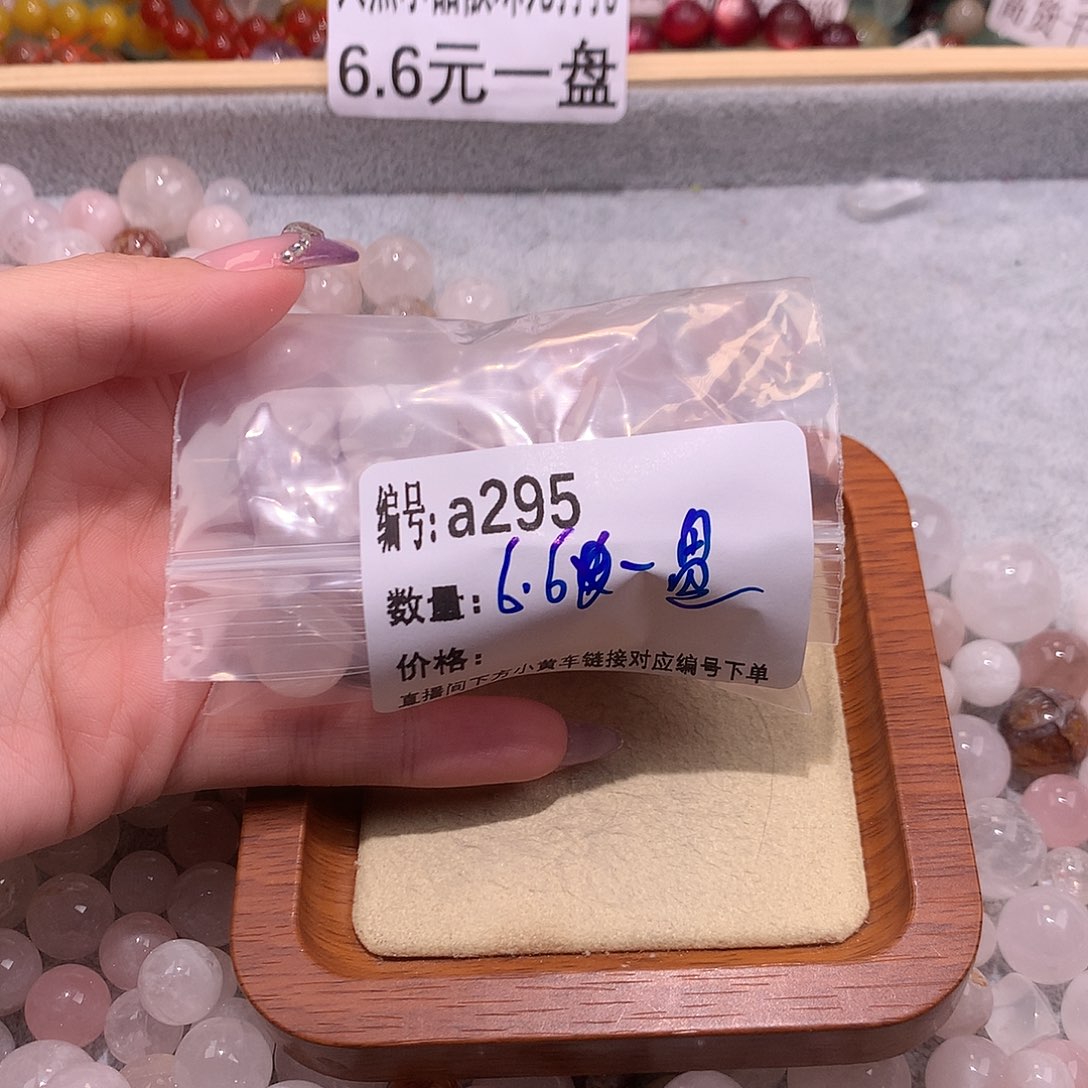 6.6元一盘
编号: a295
数量: 6.6一盘
价格:
直播间下方小黄车链接对应编号下单